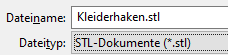 Dateiname: Kleiderhaken.stl
Dateityp: STL-Dokumente (*.stl)